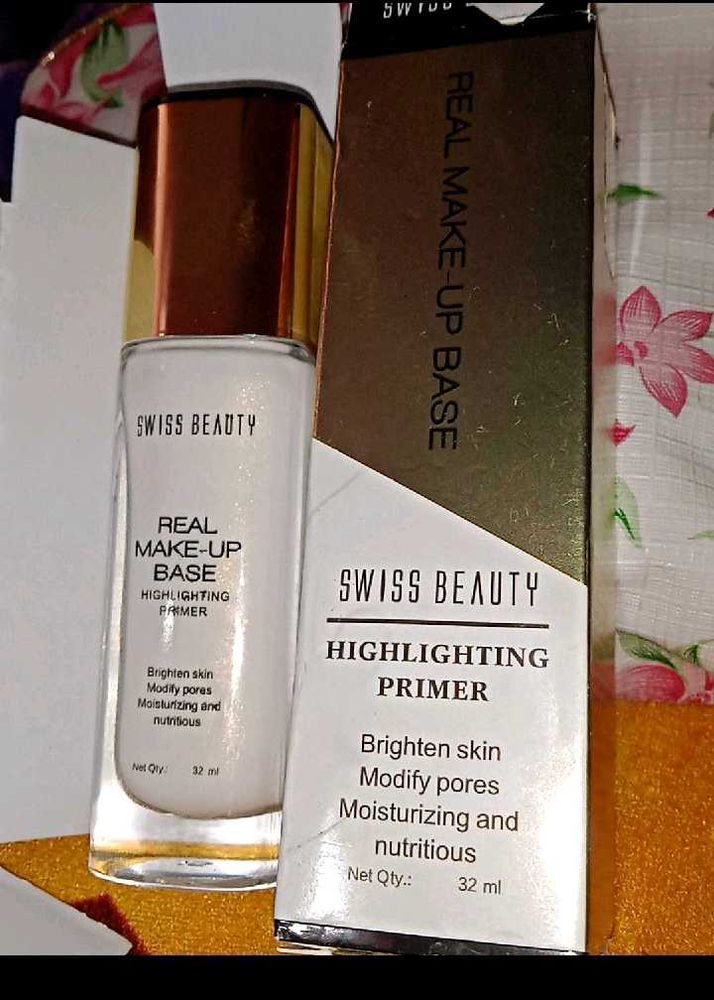 SWISS BEAUTY
REAL
MAKE-UP
BASE
HIGHLIGHTING
PRIMER
Brighten skin
Modify pores
Moisturizing and
nutritious
Net Qty.: 32 ml
SWISS
REAL MAKE-UP BASE
SWISS BEAUTY
HIGHLIGHTING
PRIMER
Brighten skin
Modify pores
Moisturizing and
nutritious
Net Qty.: 32 ml